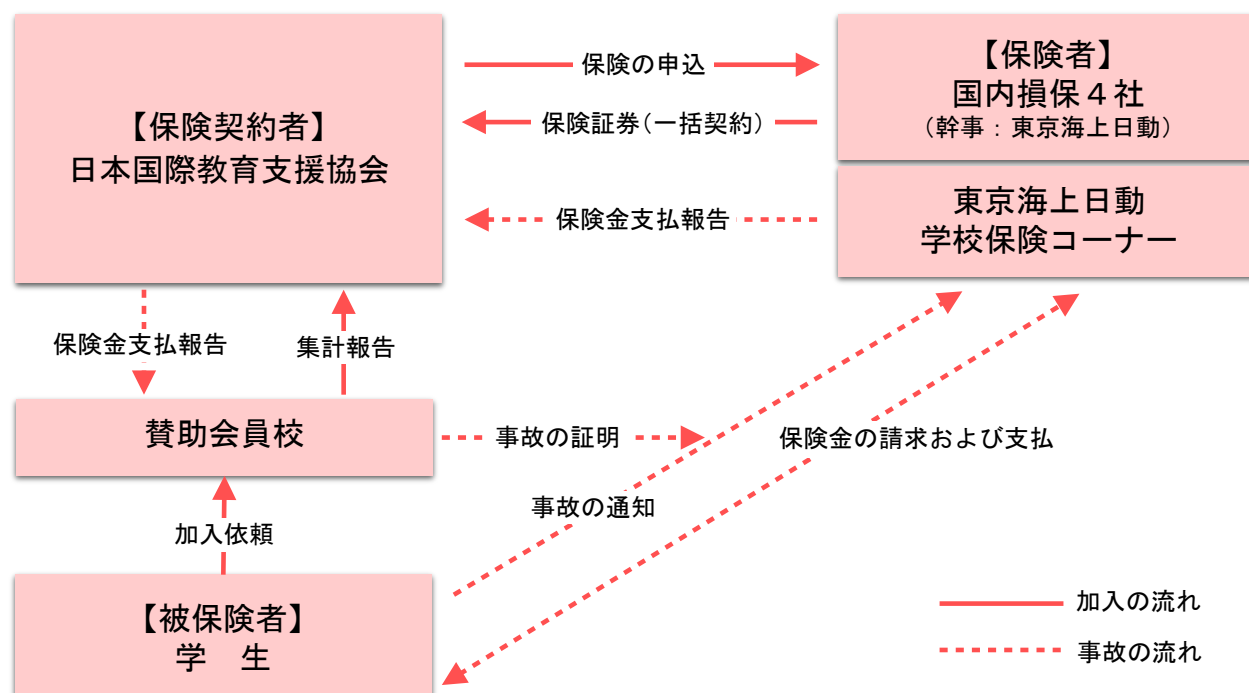 【保険契約者】
日本国際教育支援協会
保険の申込
保険証券（一括契約）
保険金支払報告
【保険者】
国内損保４社
（幹事：東京海上日動）
東京海上日動
学校保険コーナー
保険金支払報告
集計報告
賛助会員校
事故の証明
保険金の請求および支払
事故の通知
加入依頼
【被保険者】
学　生
加入の流れ
事故の流れ